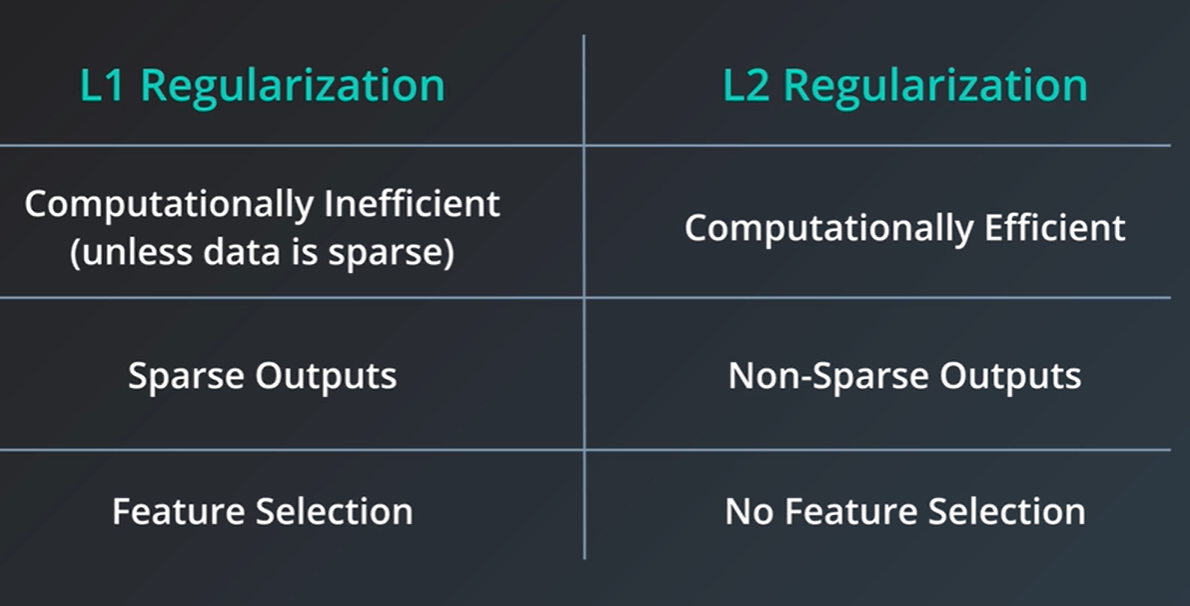 L1 Regularization
L2 Regularization
Computationally Inefficient
(unless data is sparse)
Computationally Efficient
Sparse Outputs
Non-Sparse Outputs
Feature Selection
No Feature Selection